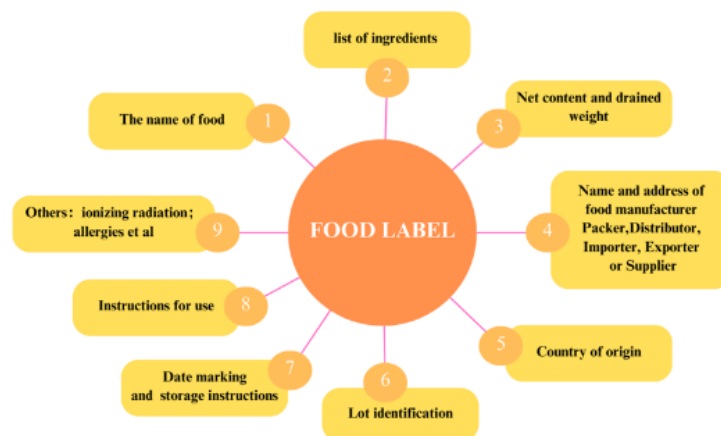 FOOD LABEL
1
The name of food
2
list of ingredients
3
Net content and drained
weight
4
Name and address of
food manufacturer
Packer,Distributor,
Importer, Exporter
or Supplier
5
Country of origin
6
Lot identification
7
Date marking
and storage instructions
8
Instructions for use
9
Others：ionizing radiation；
allergies et al